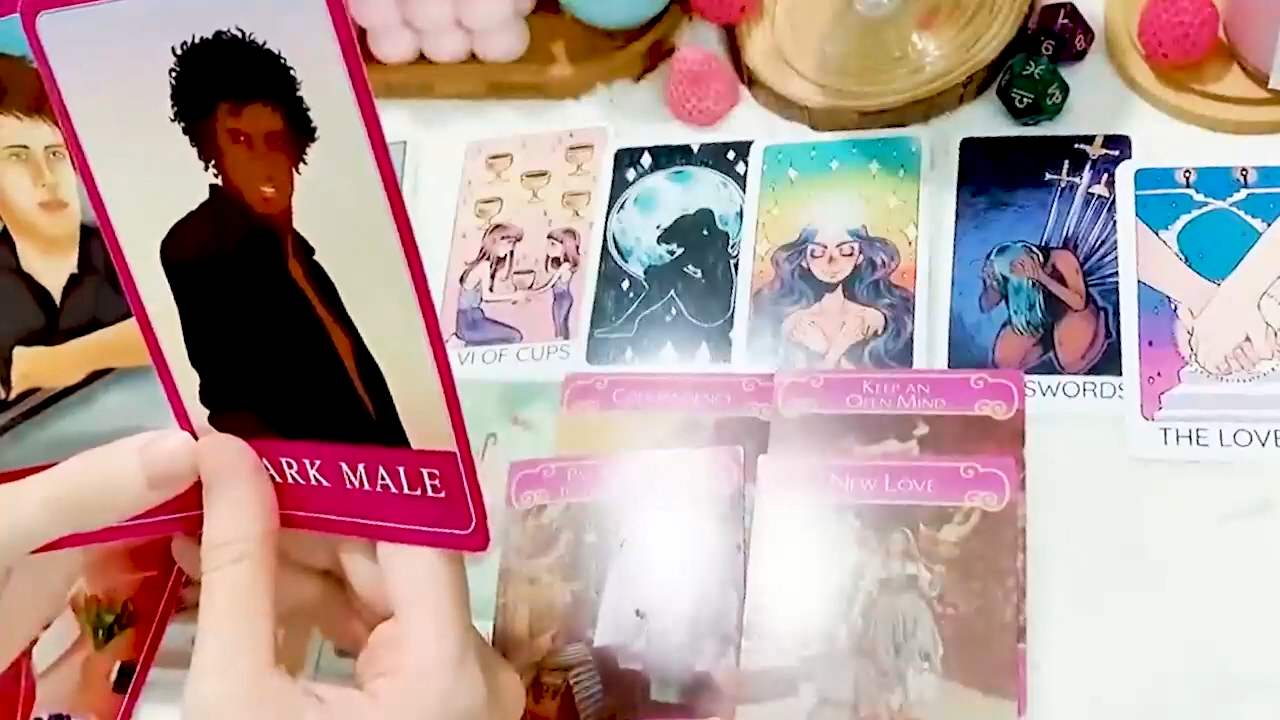 ARK MALE
VI OF CUPS
SWORDS
THE LOVE
KEEP AN
OPEN MIND
NEW LOVE